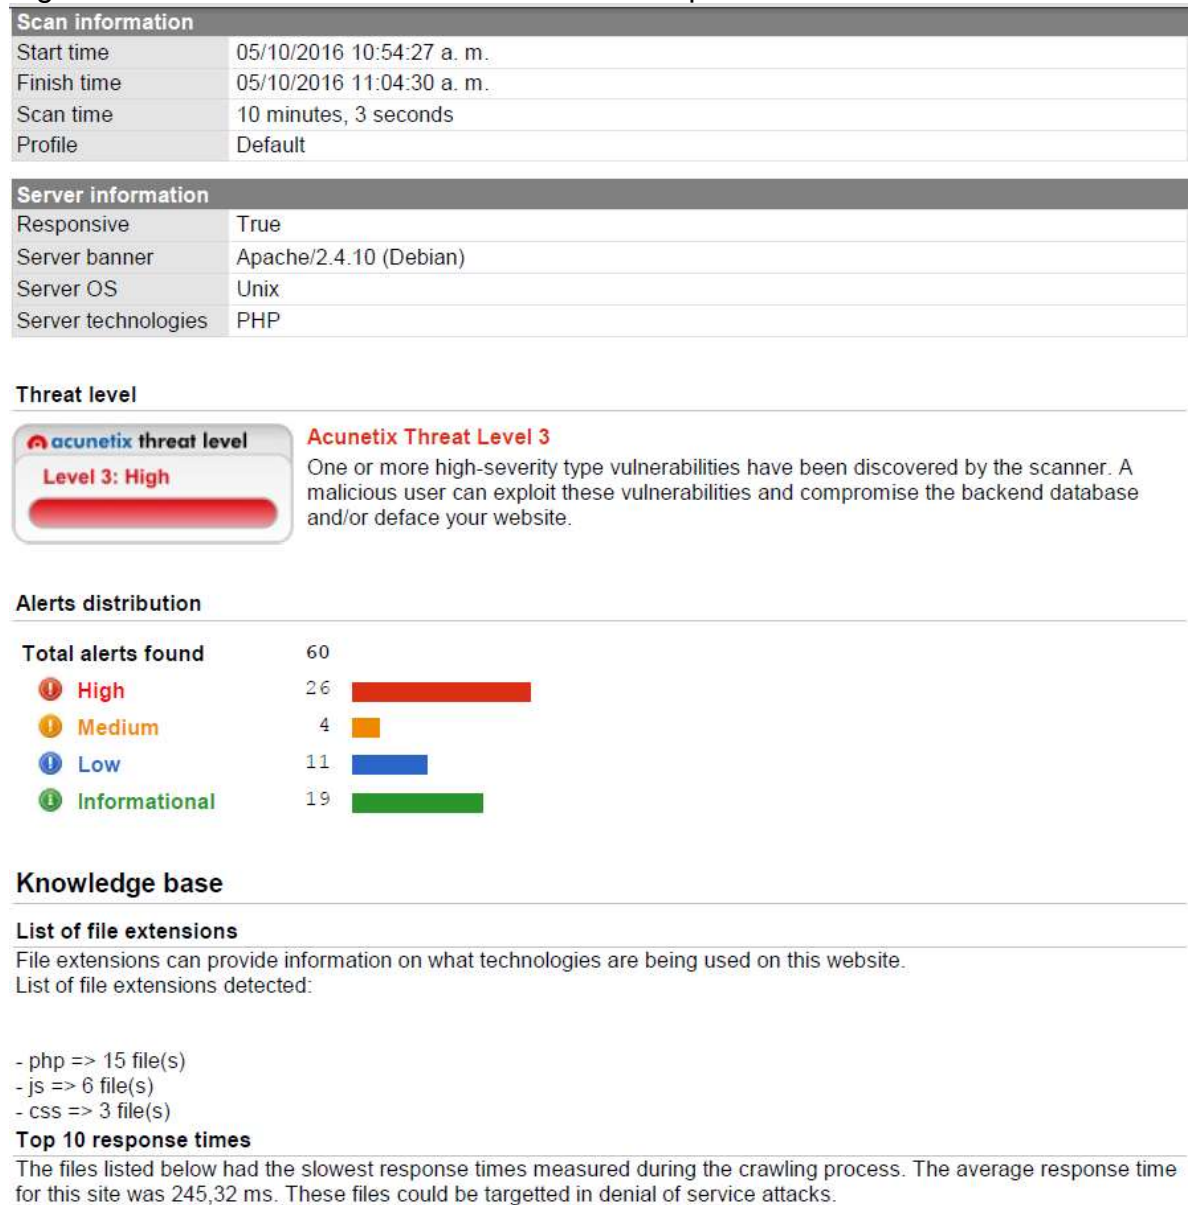 Scan information
Start time 05/10/2016 10:54:27 a. m.
Finish time 05/10/2016 11:04:30 a. m.
Scan time 10 minutes, 3 seconds
Profile Default
Server information
Responsive True
Server banner Apache/2.4.10 (Debian)
Server OS Unix
Server technologies PHP
Threat level
acunetix threat level
Level 3: High
Acunetix Threat Level 3
One or more high-severity type vulnerabilities have been discovered by the scanner. A
malicious user can exploit these vulnerabilities and compromise the backend database
and/or deface your website.
Alerts distribution
Total alerts found 60
High 26
Medium 4
Low 11
Informational 19
Knowledge base
List of file extensions
File extensions can provide information on what technologies are being used on this website.
List of file extensions detected:
- php => 15 file(s)
- js => 6 file(s)
- css => 3 file(s)
Top 10 response times
The files listed below had the slowest response times measured during the crawling process. The average response time
for this site was 245,32 ms. These files could be targetted in denial of service attacks.